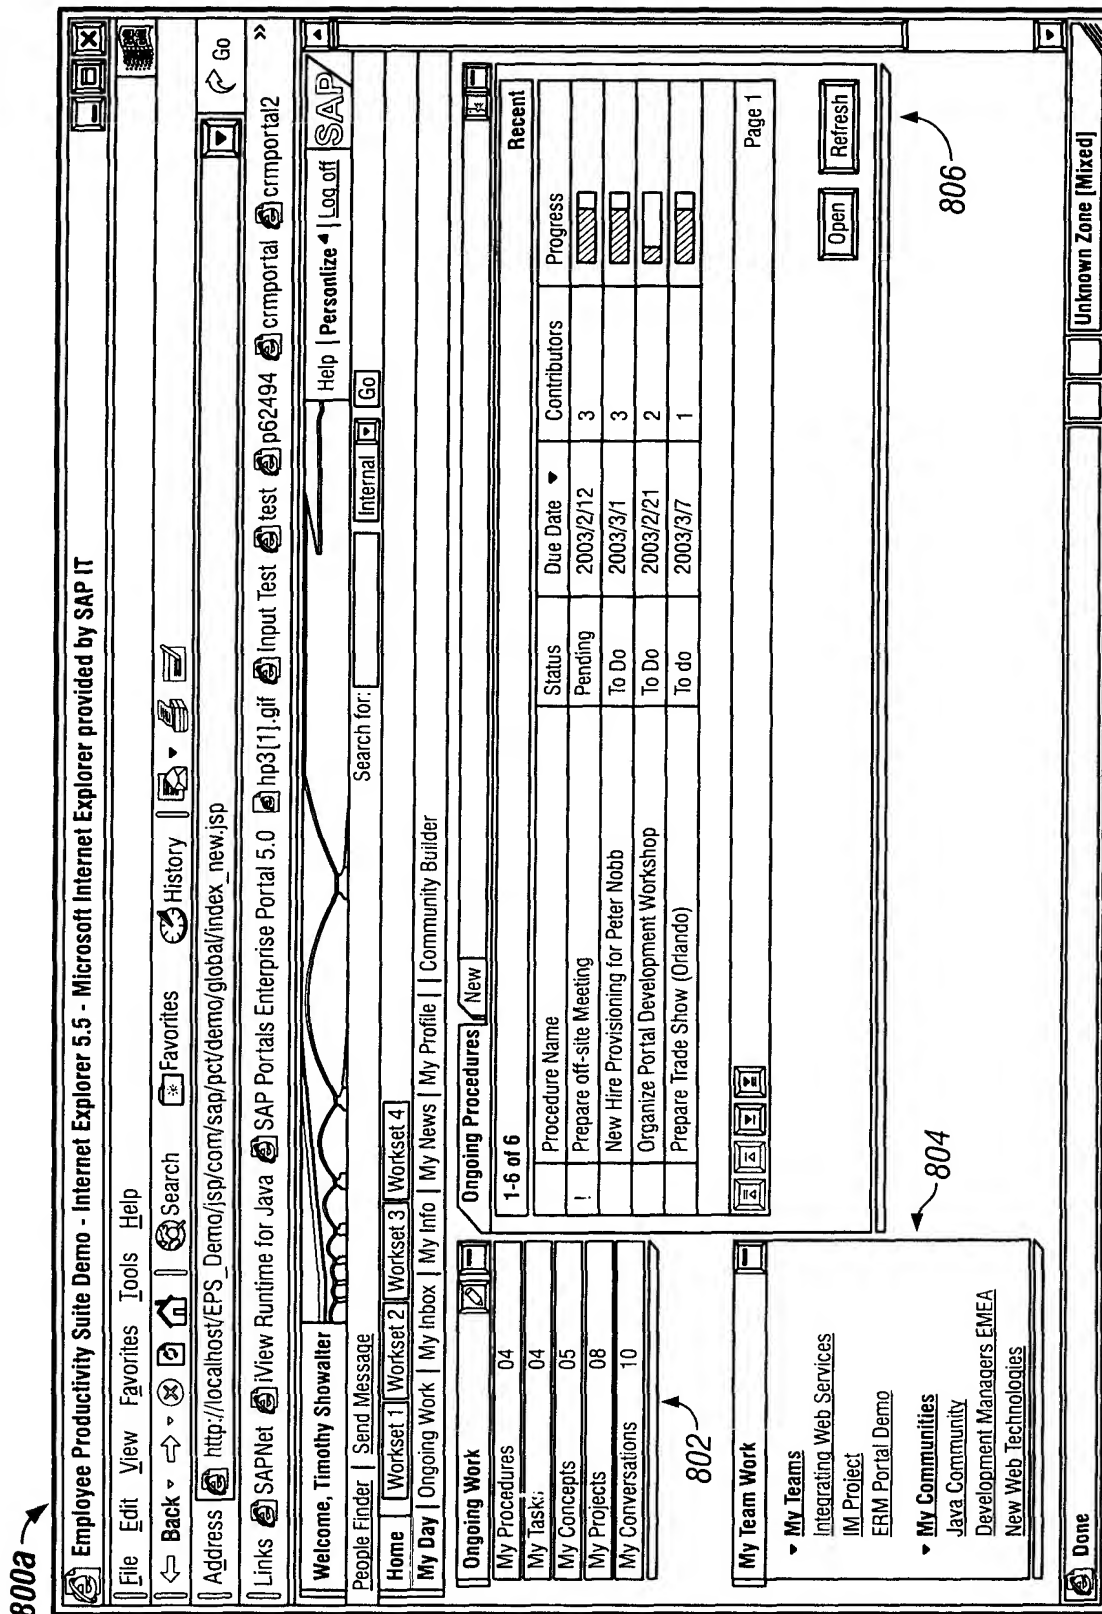 800a
Employee Productivity Suite Demo - Internet Explorer 5.5 - Microsoft Internet Explorer provided by SAP IT
File Edit View Favorites Tools Help
Back Search Favorites History
Address http://localhost/EPS_Demo/jsp/com/sap/pct/demo/global/index_new.jsp Go
Links SAPNet iView Runtime for Java SAP Portals Enterprise Portal 5.0 hp3[1].gif Input Test test p62494 crmportal crmportal2 »
Welcome, Timothy Showalter Help | Personlize | Log off SAP
People Finder | Send Message Search for: Internal Go
Home Workset 1 Workset 2 Workset 3 Workset 4
My Day | Ongoing Work | My Inbox | My Info | My News | My Profile | | Community Builder
Ongoing Work
My Procedures 04
My Task: 04
My Concepts 05
My Projects 08
My Conversations 10
802
My Team Work
My Teams
Integrating Web Services
IM Project
ERM Portal Demo
My Communities
Java Community
Development Managers EMEA
New Web Technologies
804
Ongoing Procedures New
1-6 of 6 Recent
Procedure Name Status Due Date Contributors Progress
! Prepare off-site Meeting Pending 2003/2/12 3
New Hire Provisioning for Peter Nobb To Do 2003/3/1 3
Organize Portal Development Workshop To Do 2003/2/21 2
Prepare Trade Show (Orlando) To do 2003/3/7 1
Page 1
Open Refresh
806
Done Unknown Zone [Mixed]